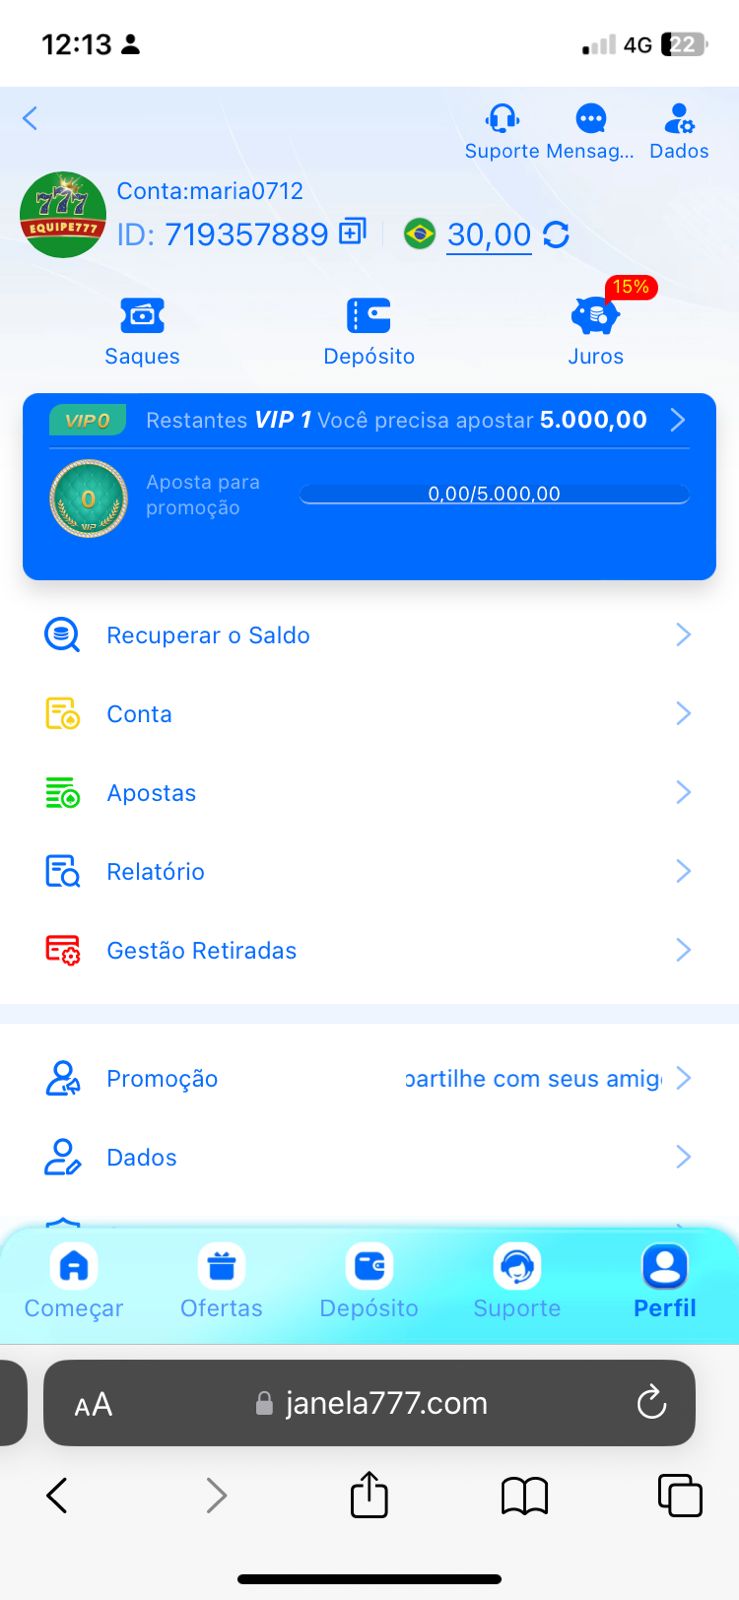 12:13
4G 22
Suporte Mensag... Dados
777
EQUIPE777
Conta:maria0712
ID: 719357889
30,00
15%
Saques Depósito Juros
VIP0 Restantes VIP 1 Você precisa apostar 5.000,00
0
VIP
Aposta para
promoção
0,00/5.000,00
Recuperar o Saldo
Conta
Apostas
Relatório
Gestão Retiradas
Promoção partilhe com seus amig
Dados
Começar Ofertas Depósito Suporte Perfil
AA janela777.com